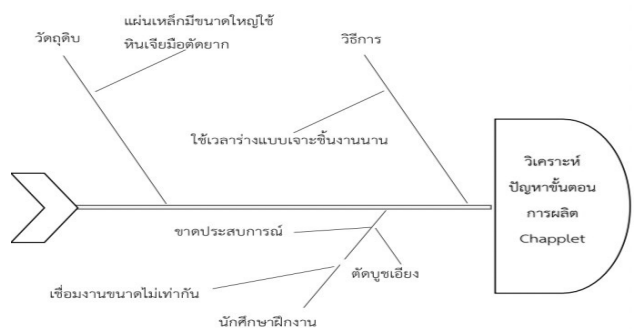 แผ่นเหล็กมีขนาดใหญ่ใช้
หินเจียมือตัดยาก
วัตถุดิบ
วิธีการ
ใช้เวลาร่างแบบเจาะชิ้นงานนาน
วิเคราะห์
ปัญหาขั้นตอน
การผลิต
Chapplet
ขาดประสบการณ์
ตัดบูชเอียง
เชื่อมงานขนาดไม่เท่ากัน
นักศึกษาฝึกงาน